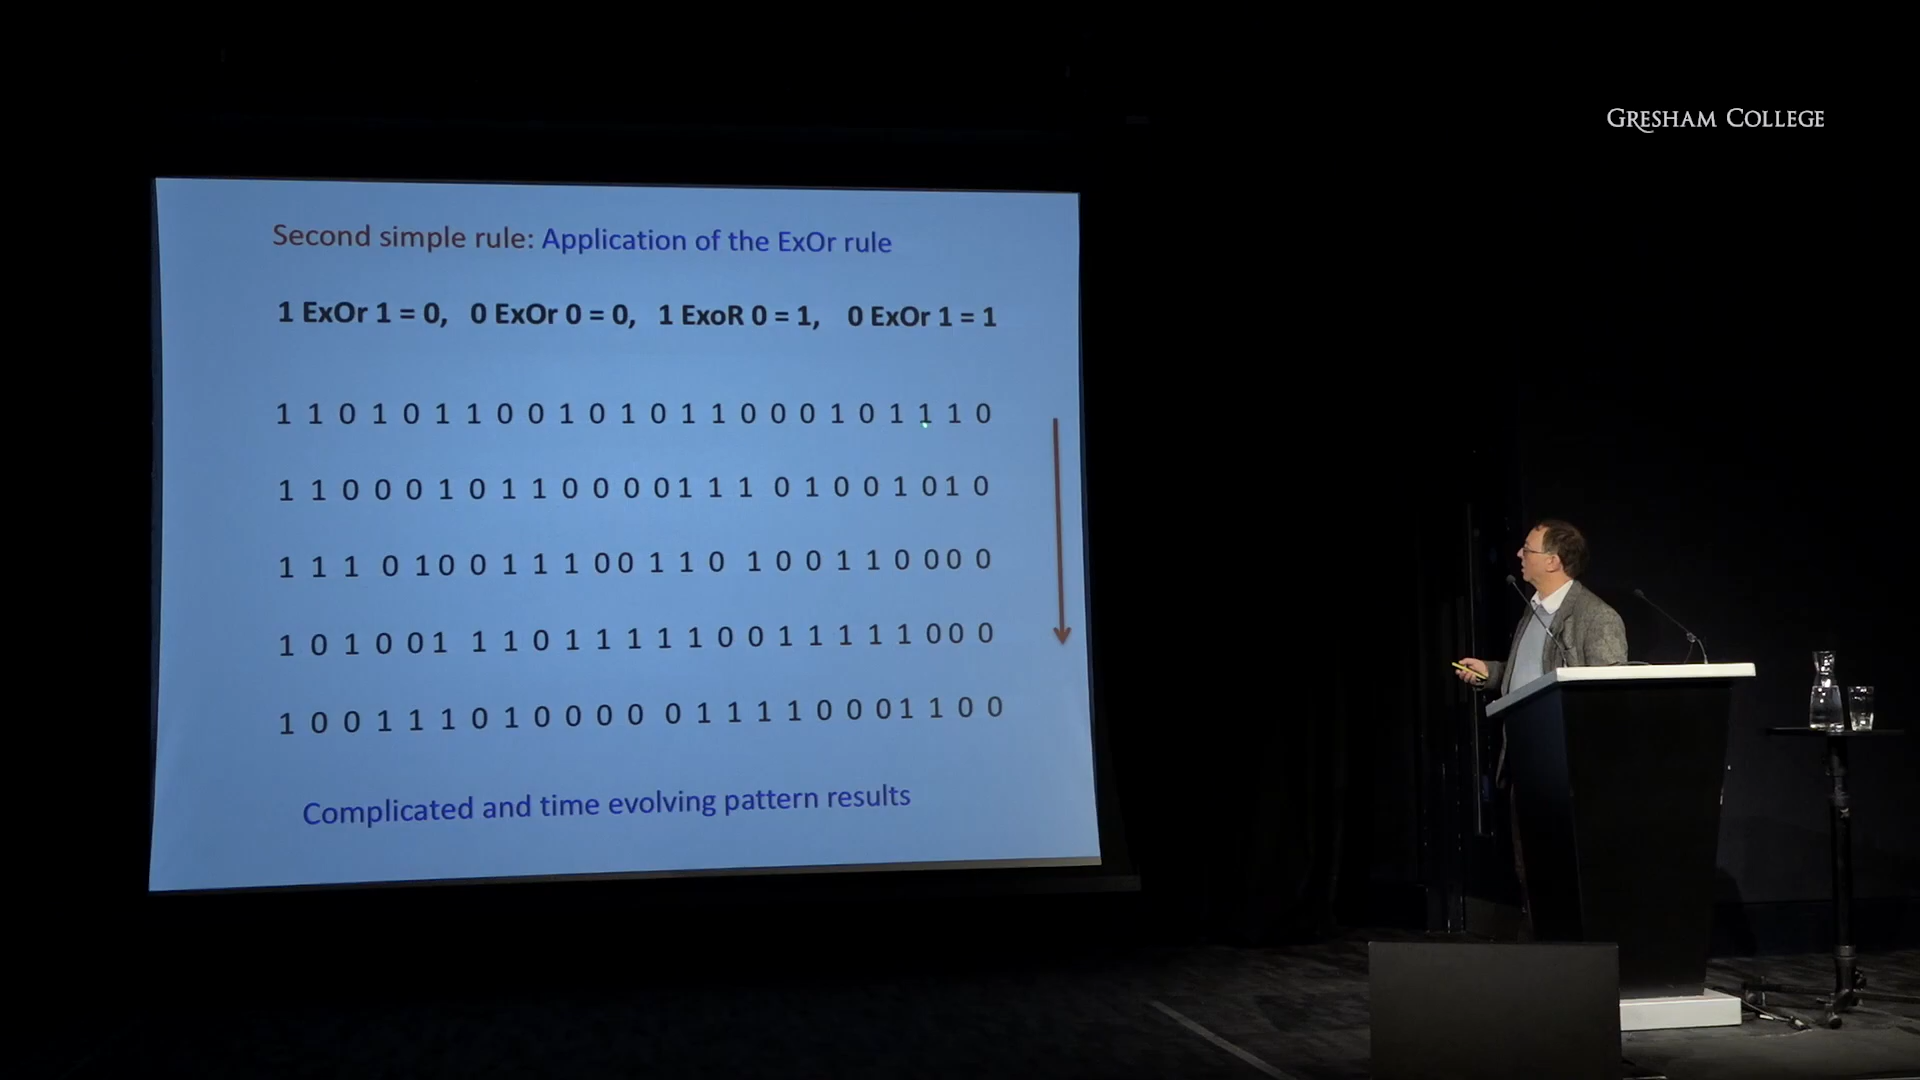 GRESHAM COLLEGE
Second simple rule: Application of the ExOr rule
1 ExOr 1 = 0, 0 ExOr 0 = 0, 1 ExoR 0 = 1, 0 ExOr 1 = 1
1 1 0 1 0 1 1 0 0 1 0 1 0 1 1 0 0 0 1 0 1 1 1 0
1 1 0 0 0 1 0 1 1 0 0 0 0 1 1 1 0 1 0 0 1 0 1 0
1 1 1 0 1 0 0 1 1 1 0 0 1 1 0 1 0 0 1 1 0 0 0 0
1 0 1 0 0 1 1 1 0 1 1 1 1 1 0 0 1 1 1 1 1 0 0 0
1 0 0 1 1 1 0 1 0 0 0 0 0 1 1 1 1 0 0 0 1 1 0 0
Complicated and time evolving pattern results